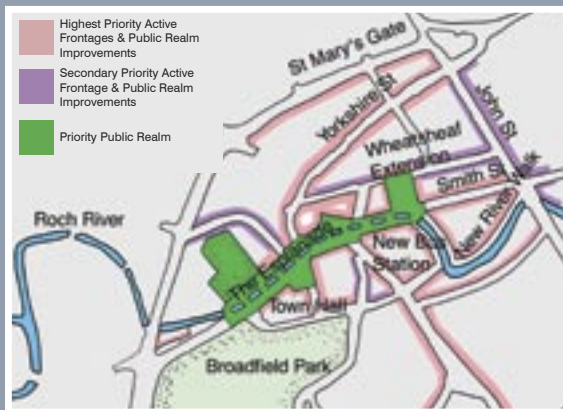 Highest Priority Active
Frontages & Public Realm
Improvements
Secondary Priority Active
Frontage & Public Realm
Improvements
Priority Public Realm
St Mary's Gate
Yorkshire St
John St
Wheatsheaf
Extension
Smith St
New River Walk
Roch River
The Esplanade
New Bus
Station
Town Hall
Broadfield Park